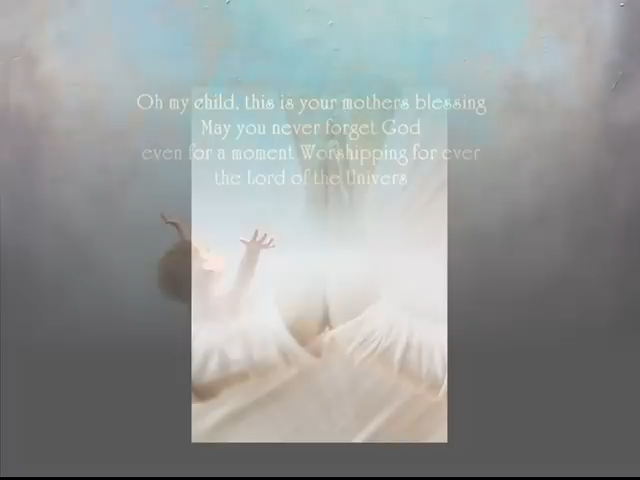 Oh my child, this is your mothers blessing
May you never forget God
even for a moment Worshipping for ever
the Lord of the Univers